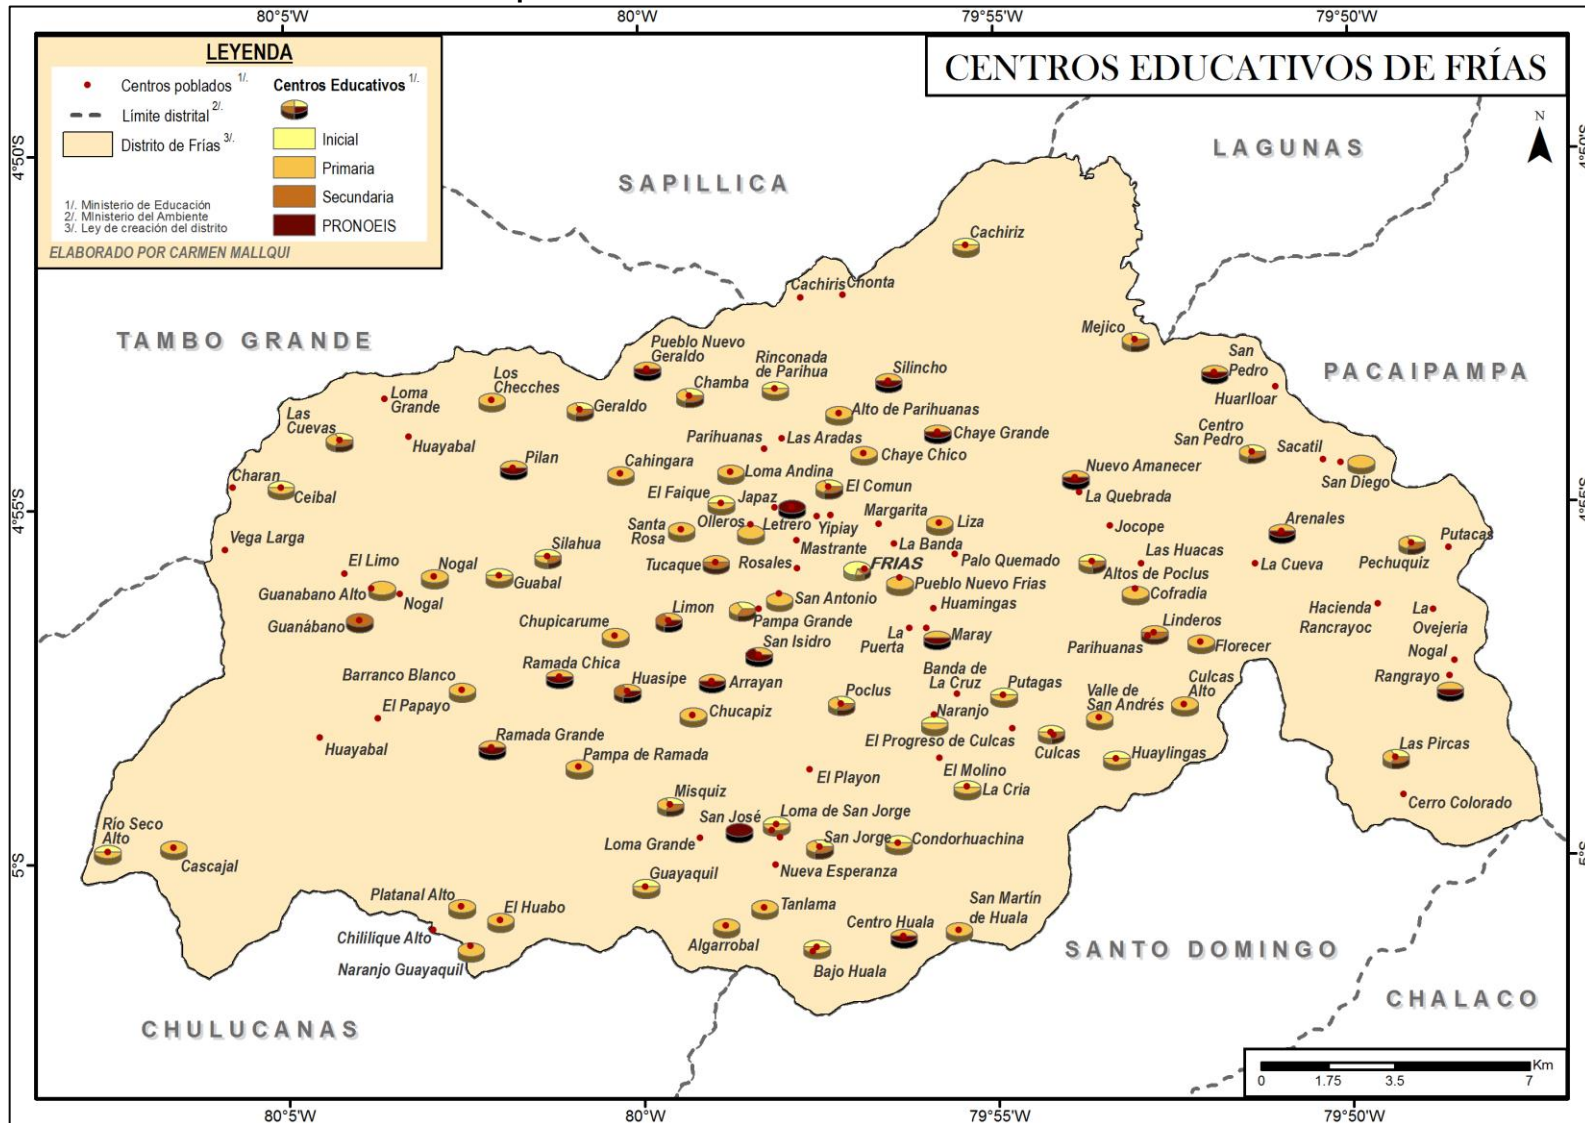 80°5'W
80°W
79°55'W
79°50'W
LEYENDA
Centros poblados 1/.
Límite distrital 2/.
Distrito de Frías 3/.
1/. Ministerio de Educación
2/. MInisterio del Ambiente
3/. Ley de creación del distrito
Centros Educativos 1/.
Inicial
Primaria
Secundaria
PRONOEIS
ELABORADO POR CARMEN MALLQUI
CENTROS EDUCATIVOS DE FRÍAS
N
4°50'S
4°50'S
LAGUNAS
SAPILLICA
TAMBO GRANDE
PACAIPAMPA
Cachiriz
Cachiris
Chonta
Mejico
San
Pedro
Huarlloar
Pueblo Nuevo
Geraldo
Rinconada
de Parihua
Silincho
Chamba
Los
Checches
Loma
Grande
Geraldo
Alto de Parihuanas
Las
Cuevas
Huayabal
Parihuanas
Las Aradas
Chaye Grande
Chaye Chico
Centro
San Pedro
Sacatil
San Diego
Pilan
Cahingara
Loma Andina
Nuevo Amanecer
La Quebrada
Charan
Ceibal
El Faique
Japaz
El Comun
4°55'S
4°55'S
Santa
Rosa
Olleros
Letrero
Yipiay
Margarita
Liza
Jocope
Arenales
Putacas
Vega Larga
Mastrante
La Banda
Palo Quemado
Las Huacas
La Cueva
Pechuquiz
El Limo
Nogal
Silahua
Guabal
Tucaque
Rosales
FRIAS
Altos de Poclus
Guanabano Alto
Nogal
Pueblo Nuevo Frias
Cofradia
San Antonio
Huamingas
Hacienda
Rancrayoc
La
Ovejeria
Guanábano
Chupicarume
Limon
Pampa Grande
La
Puerta
Maray
Linderos
Parihuanas
Florecer
San Isidro
Nogal
Barranco Blanco
Ramada Chica
Huasipe
Arrayan
Banda de
La Cruz
Putagas
Culcas
Alto
Rangrayo
El Papayo
Poclus
Naranjo
Valle de
San Andrés
Chucapiz
Huayabal
Ramada Grande
El Progreso de Culcas
Culcas
Las Pircas
Pampa de Ramada
El Playon
El Molino
Huaylingas
La Cria
Misquiz
San José
Loma de San Jorge
Cerro Colorado
Río Seco
Alto
Cascajal
Loma Grande
San Jorge
Condorhuachina
5°S
5°S
Guayaquil
Nueva Esperanza
Platanal Alto
El Huabo
Tanlama
San Martín
de Huala
Centro Huala
Chililique Alto
Algarrobal
Naranjo Guayaquil
Bajo Huala
SANTO DOMINGO
CHALACO
CHULUCANAS
Km
0
1.75
3.5
7
80°5'W
80°W
79°55'W
79°50'W